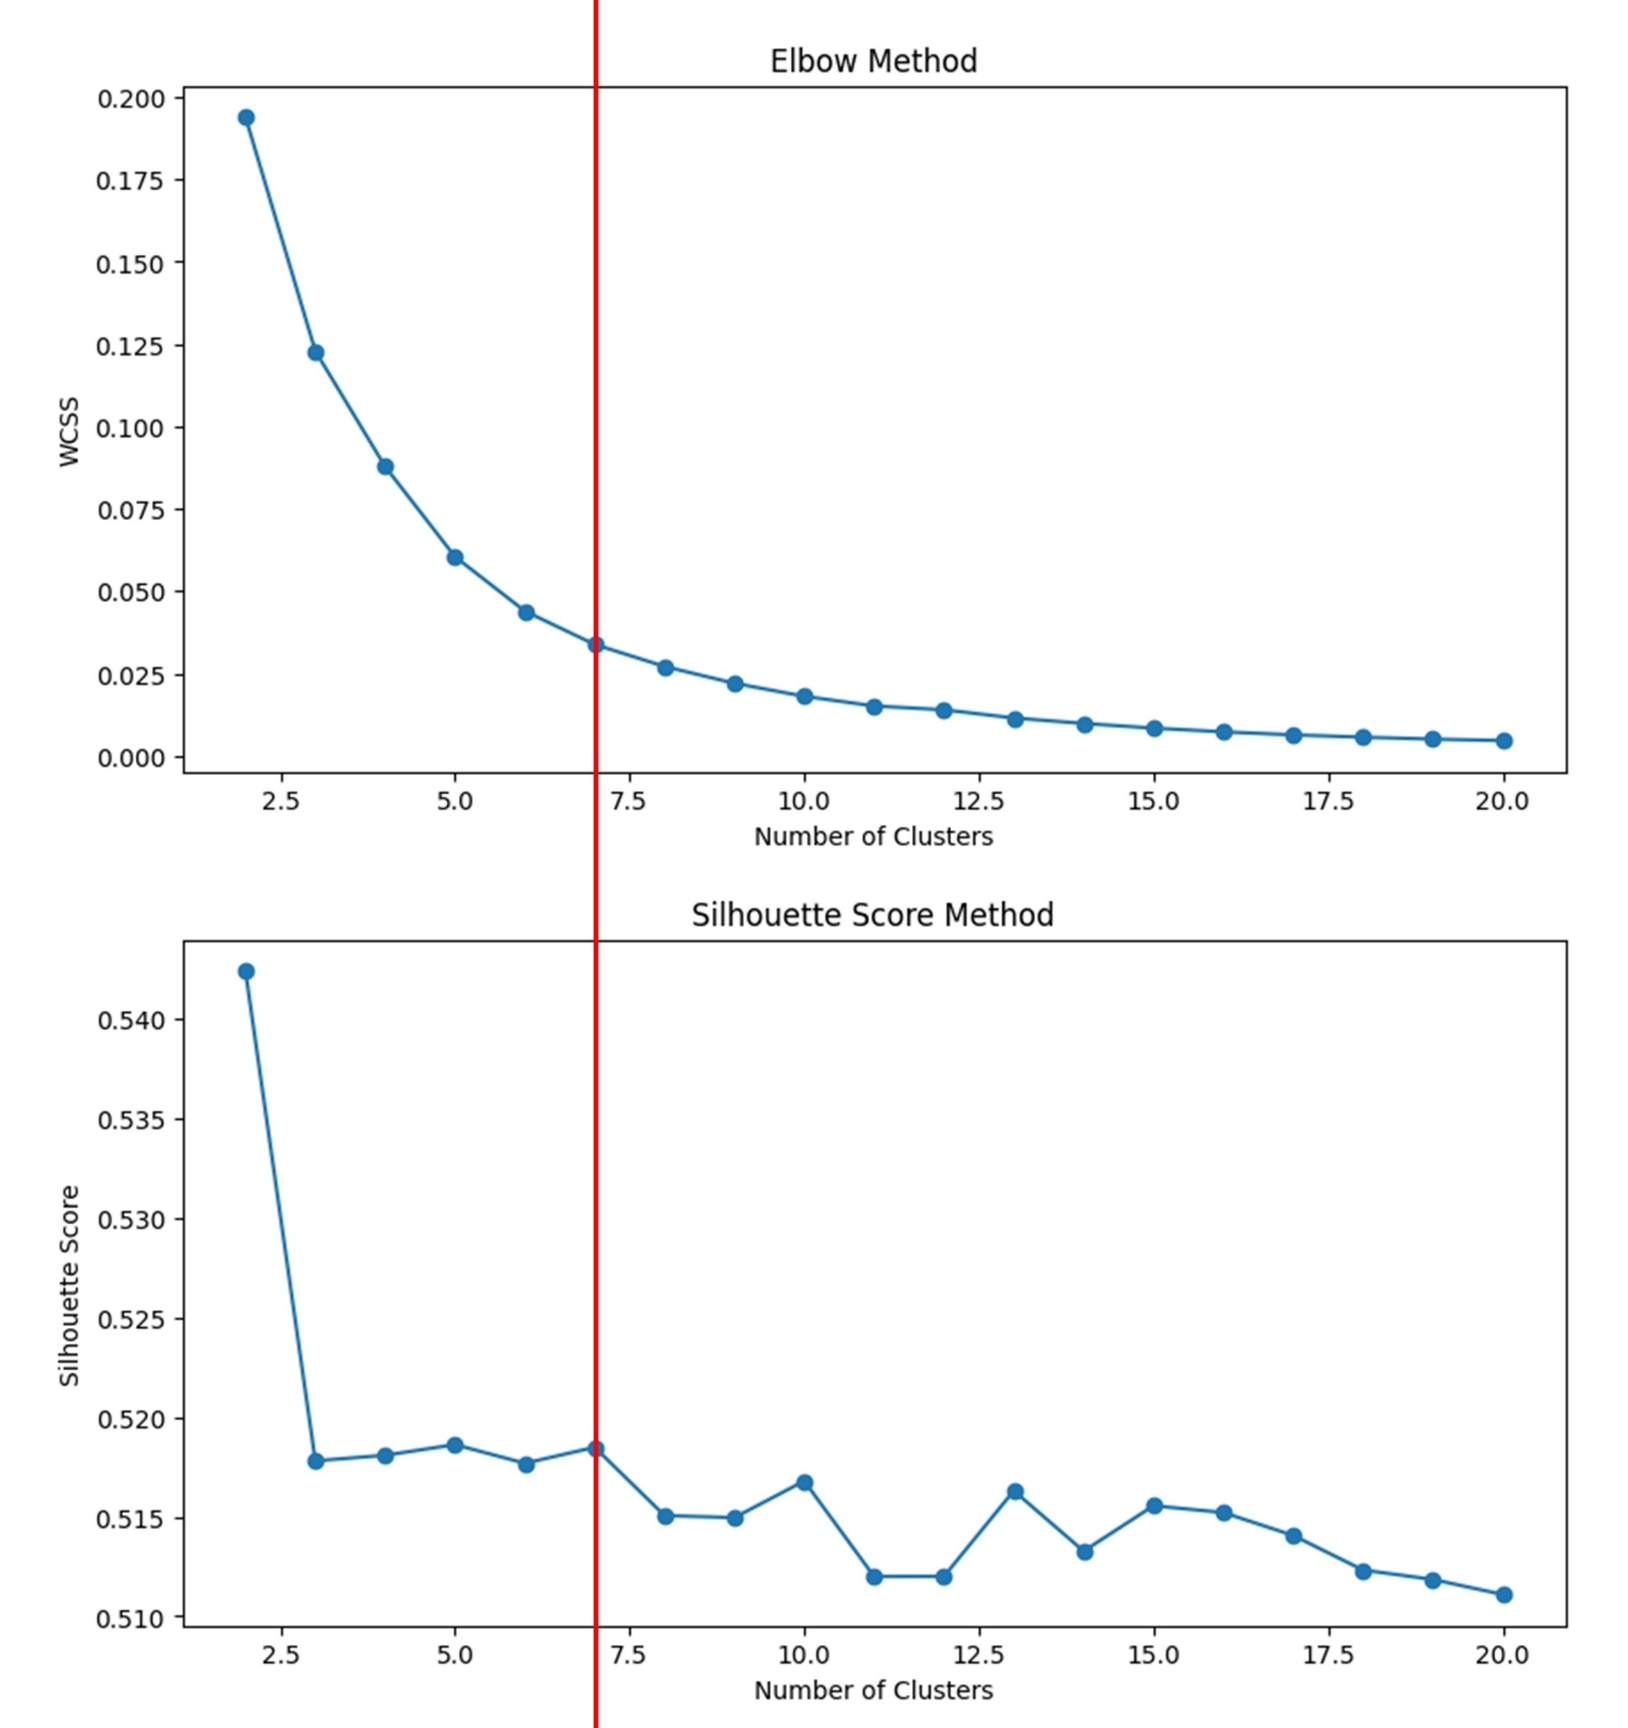 Elbow Method
0.200
0.175
0.150
0.125
0.100
0.075
0.050
0.025
0.000
WCSS
2.5 5.0 7.5 10.0 12.5 15.0 17.5 20.0
Number of Clusters
Silhouette Score Method
0.540
0.535
0.530
0.525
0.520
0.515
0.510
Silhouette Score
2.5 5.0 7.5 10.0 12.5 15.0 17.5 20.0
Number of Clusters